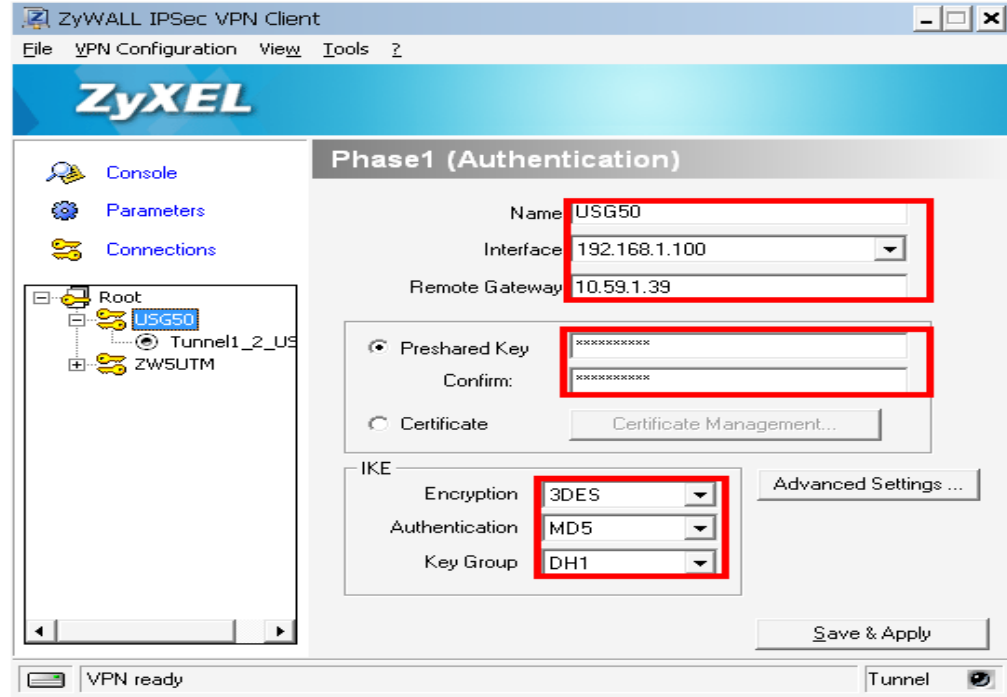 ZyWALL IPSec VPN Client
File VPN Configuration View Tools ?
ZyXEL
Console
Parameters
Connections
Root
USG50
Tunnel1_2_US
ZW5UTM
Phase1 (Authentication)
Name USG50
Interface 192.168.1.100
Remote Gateway 10.59.1.39
Preshared Key **********
Confirm: **********
Certificate Certificate Management...
IKE
Encryption 3DES
Authentication MD5
Key Group DH1
Advanced Settings ...
Save & Apply
VPN ready Tunnel